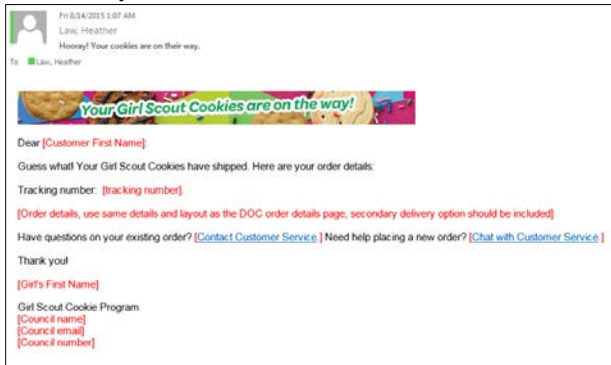 Fri 8/14/2015 1:07 AM
Law, Heather
Hooray! Your cookies are on their way.
To Law, Heather
Your Girl Scout Cookies are on the way!
Dear [Customer First Name]:
Guess what! Your Girl Scout Cookies have shipped. Here are your order details:
Tracking number: [tracking number]
[Order details, use same details and layout as the DOC order details page, secondary delivery option should be included]
Have questions on your existing order? [Contact Customer Service ] Need help placing a new order? [Chat with Customer Service ]
Thank you!
[Girl's First Name]
Girl Scout Cookie Program
[Council name]
[Council email]
[Council number]